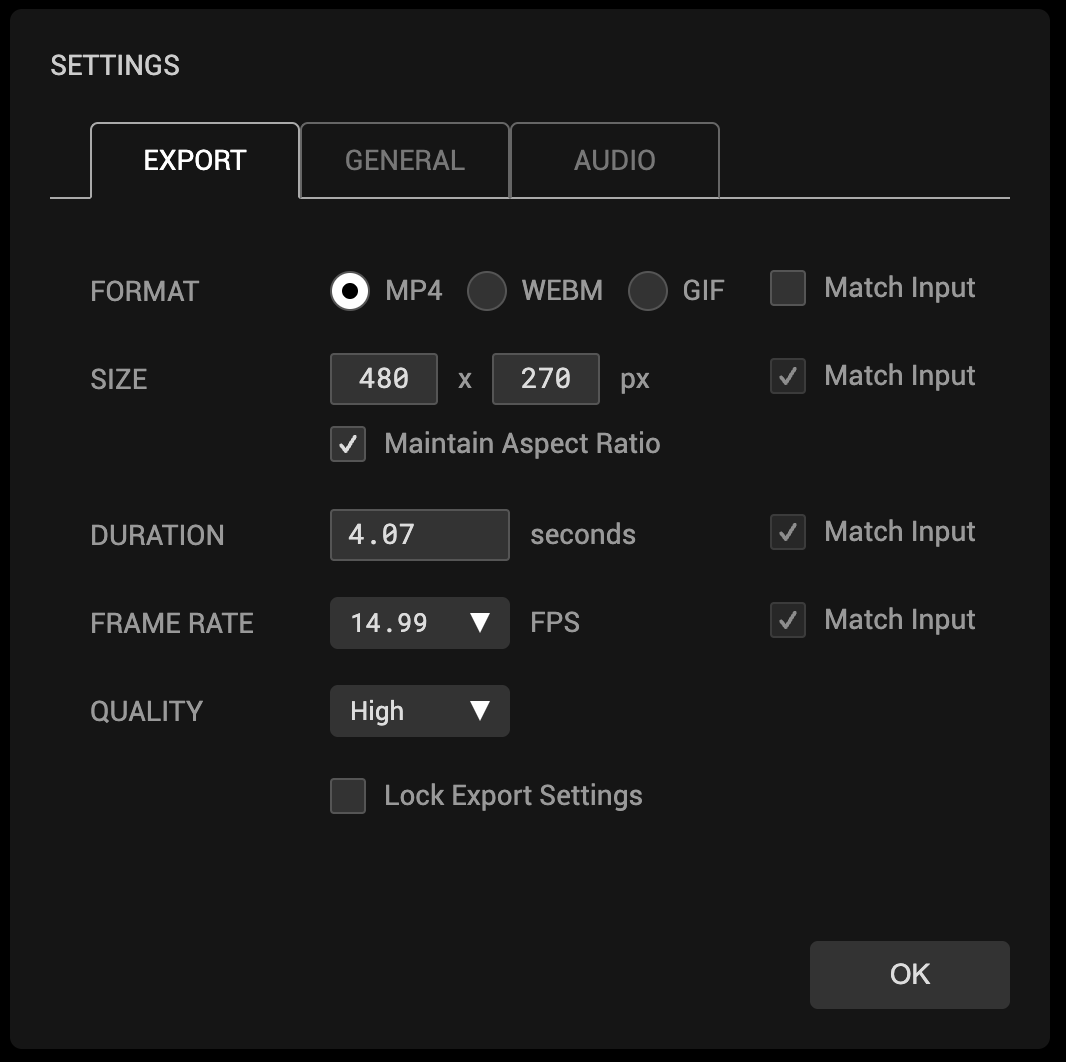 SETTINGS
EXPORT GENERAL AUDIO
FORMAT MP4 WEBM GIF Match Input
SIZE 480 x 270 px Match Input
Maintain Aspect Ratio
DURATION 4.07 seconds Match Input
FRAME RATE 14.99 FPS Match Input
QUALITY High
Lock Export Settings
OK